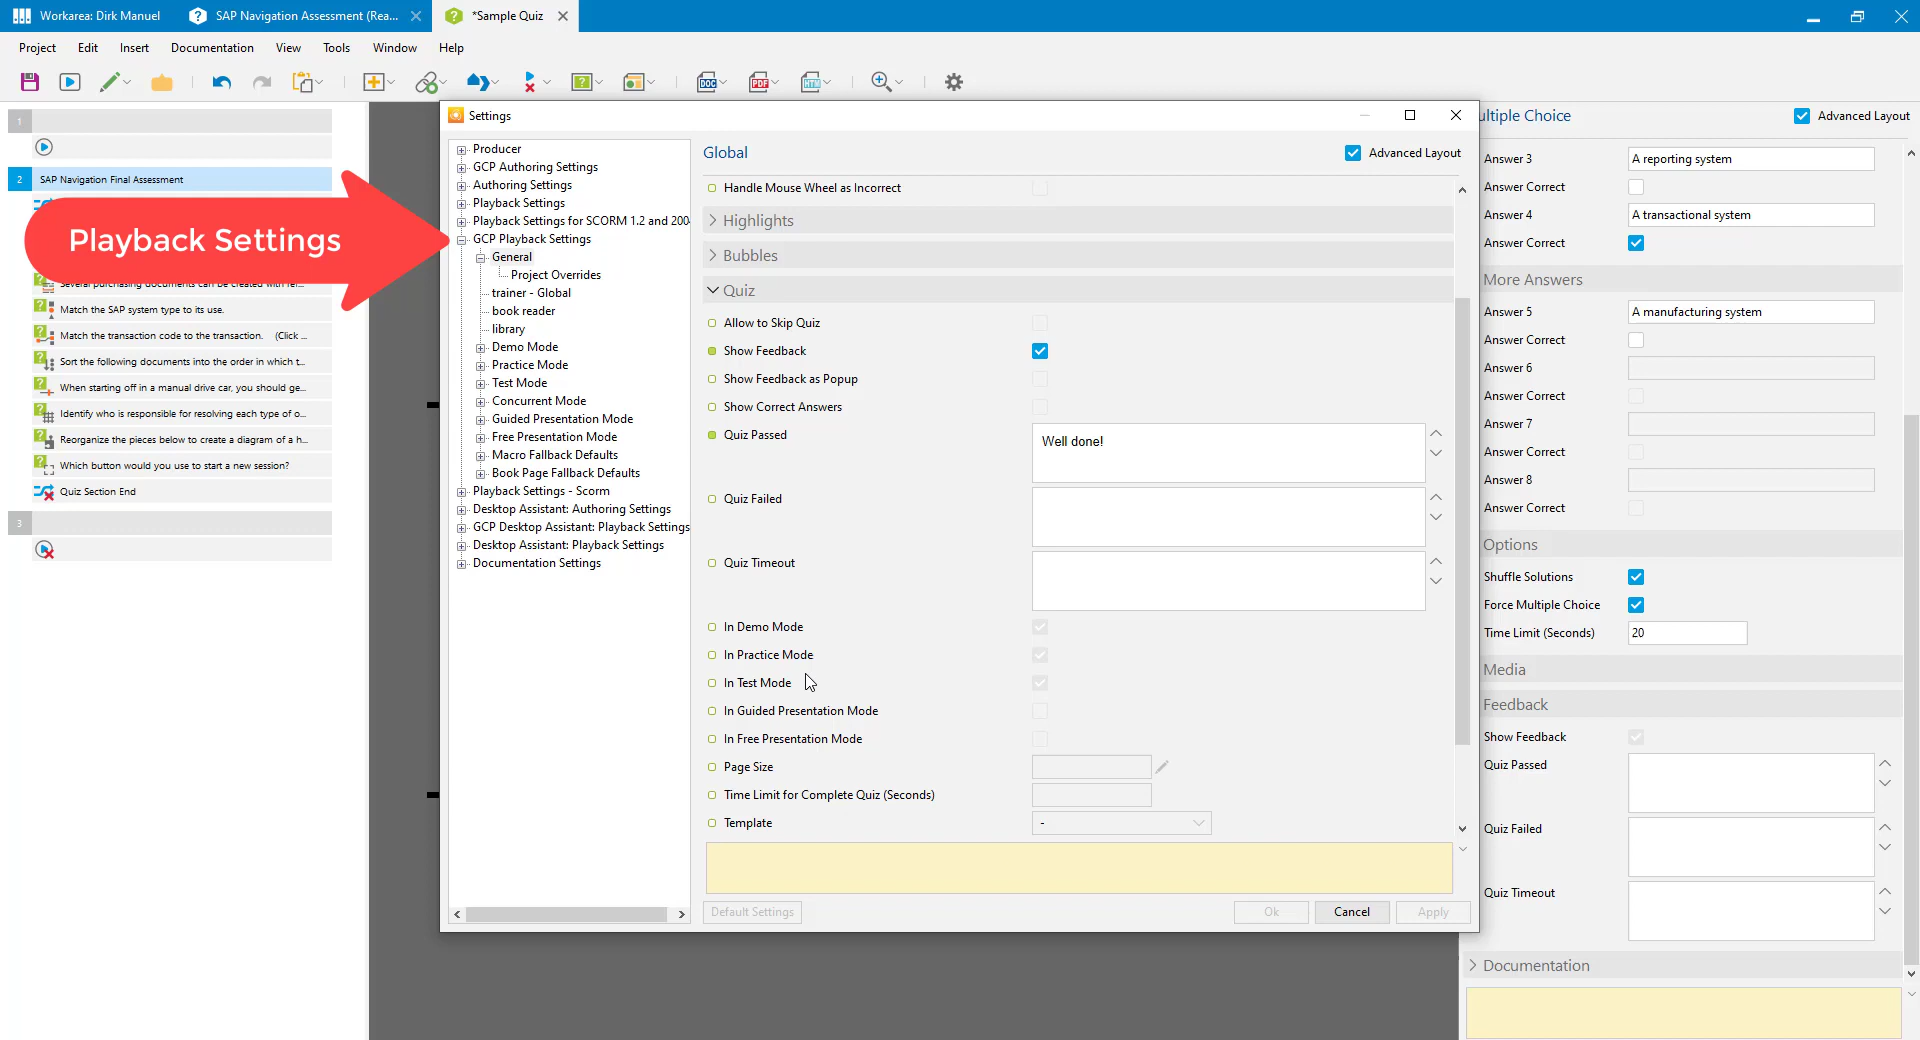 Workarea: Dirk Manuel
SAP Navigation Assessment (Rea...
*Sample Quiz
Project Edit Insert Documentation View Tools Window Help
DOC PDF HTM
1
2 SAP Navigation Final Assessment
Playback Settings
Match the SAP system type to its use.
Match the transaction code to the transaction. (Click ...
Sort the following documents into the order in which t...
When starting off in a manual drive car, you should ge...
Identify who is responsible for resolving each type of o...
Reorganize the pieces below to create a diagram of a h...
Which button would you use to start a new session?
Quiz Section End
3
Settings
Producer
GCP Authoring Settings
Authoring Settings
Playback Settings
Playback Settings for SCORM 1.2 and 200
GCP Playback Settings
General
Project Overrides
trainer - Global
book reader
library
Demo Mode
Practice Mode
Test Mode
Concurrent Mode
Guided Presentation Mode
Free Presentation Mode
Macro Fallback Defaults
Book Page Fallback Defaults
Playback Settings - Scorm
Desktop Assistant: Authoring Settings
GCP Desktop Assistant: Playback Settings
Desktop Assistant: Playback Settings
Documentation Settings
Global
Advanced Layout
Handle Mouse Wheel as Incorrect
Highlights
Bubbles
Quiz
Allow to Skip Quiz
Show Feedback
Show Feedback as Popup
Show Correct Answers
Quiz Passed Well done!
Quiz Failed
Quiz Timeout
In Demo Mode
In Practice Mode
In Test Mode
In Guided Presentation Mode
In Free Presentation Mode
Page Size
Time Limit for Complete Quiz (Seconds)
Template -
Default Settings
Ok Cancel Apply
ultiple Choice
Advanced Layout
Answer 3 A reporting system
Answer Correct
Answer 4 A transactional system
Answer Correct
More Answers
Answer 5 A manufacturing system
Answer Correct
Answer 6
Answer Correct
Answer 7
Answer Correct
Answer 8
Answer Correct
Options
Shuffle Solutions
Force Multiple Choice
Time Limit (Seconds) 20
Media
Feedback
Show Feedback
Quiz Passed
Quiz Failed
Quiz Timeout
Documentation